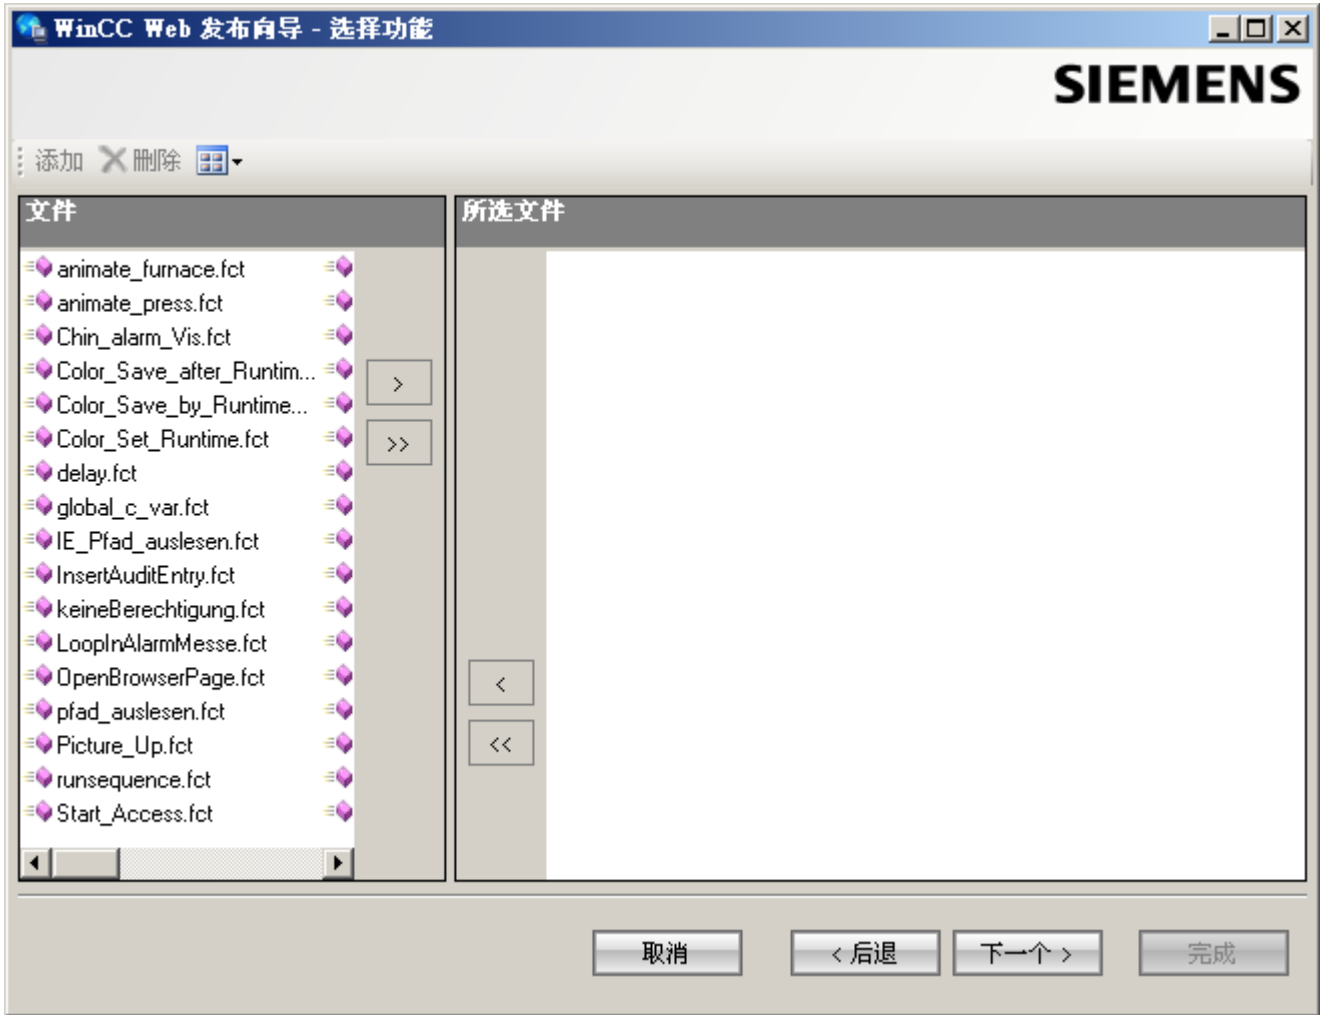 WinCC Web 发布向导 - 选择功能
SIEMENS
添加 删除
文件
所选文件
animate_furnace.fct
animate_press.fct
Chin_alarm_Vis.fct
Color_Save_after_Runtim...
Color_Save_by_Runtime...
Color_Set_Runtime.fct
delay.fct
global_c_var.fct
IE_Pfad_auslesen.fct
InsertAuditEntry.fct
keineBerechtigung.fct
LoopInAlarmMesse.fct
OpenBrowserPage.fct
pfad_auslesen.fct
Picture_Up.fct
runsequence.fct
Start_Access.fct
>
>>
<
<<
取消
< 后退
下一个 >
完成